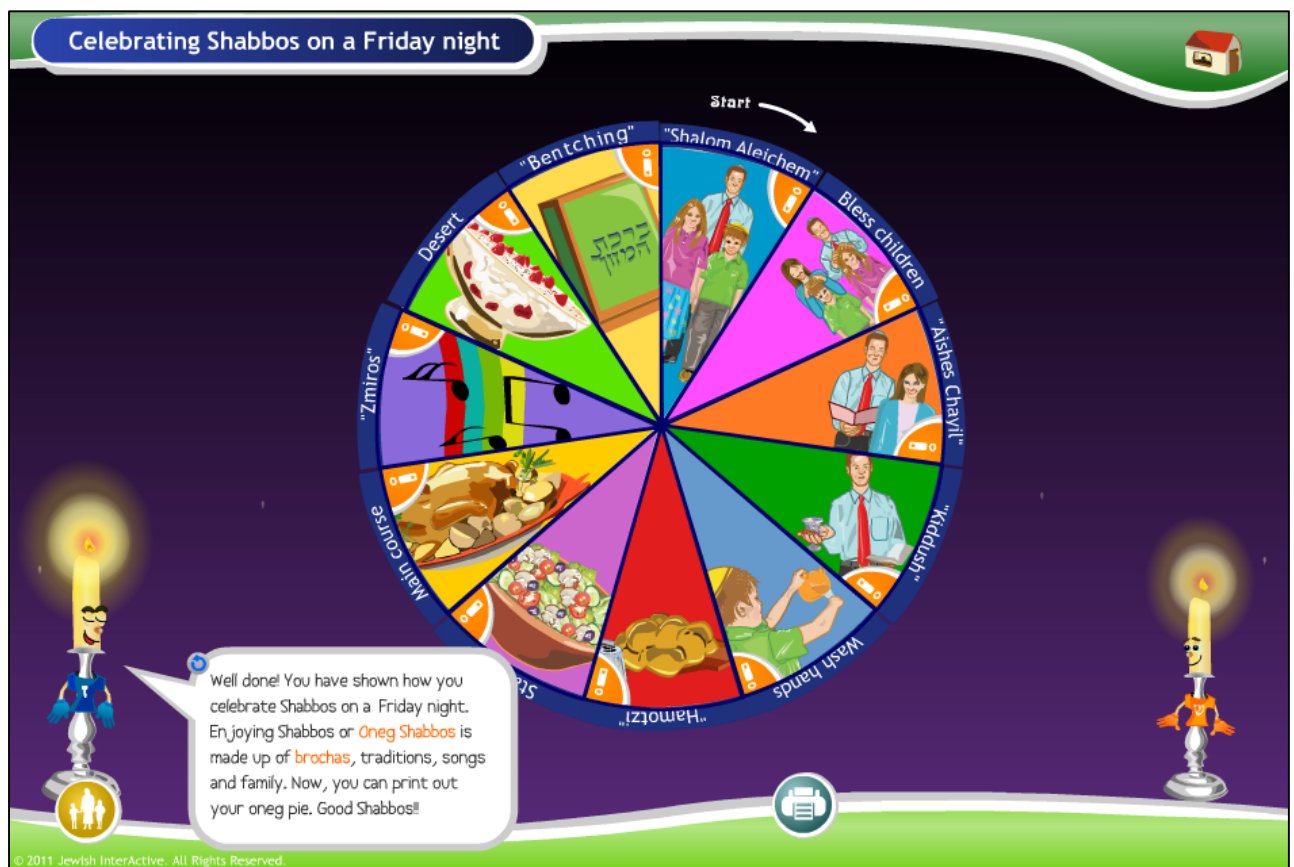 Celebrating Shabbos on a Friday night
Start
"Shalom Aleichem"
Bless children
"Aishes Chayil"
"Kiddush"
Wash hands
"Hamotzi"
Main course
"Zmiros"
Desert
"Bentching"
ברכת
המזון
Well done! You have shown how you
celebrate Shabbos on a Friday night.
Enjoying Shabbos or Oneg Shabbos is
made up of brochas, traditions, songs
and family. Now, you can print out
your oneg pie. Good Shabbos!!
© 2011 Jewish InterActive. All Rights Reserved.